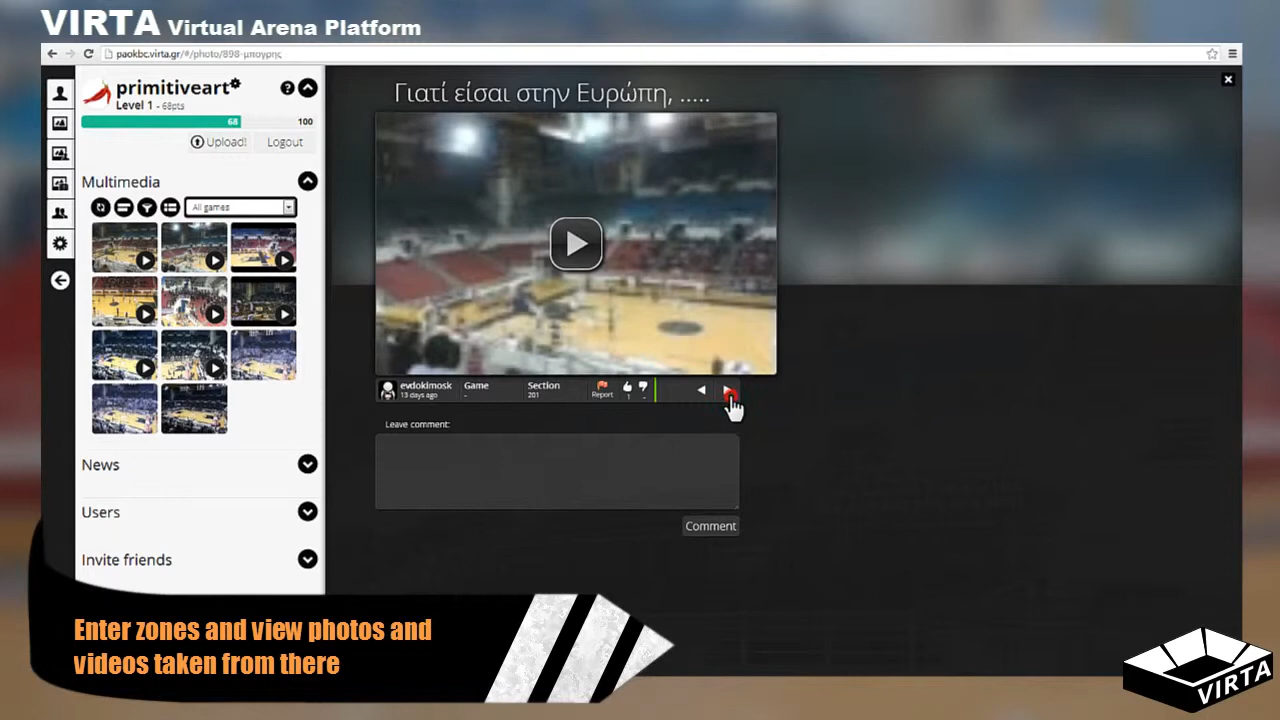 VIRTA Virtual Arena Platform
paokbc.virta.gr/#/photo/898-μπουρης
primitiveart
Level 1 - 68pts
68
100
Upload!
Logout
Multimedia
All games
News
Users
Invite friends
Γιατί είσαι στην Ευρώπη, .....
evdokimosk
13 days ago
Game
-
Section
201
Report
1
-
Leave comment:
Comment
Enter zones and view photos and
videos taken from there
VIRTA